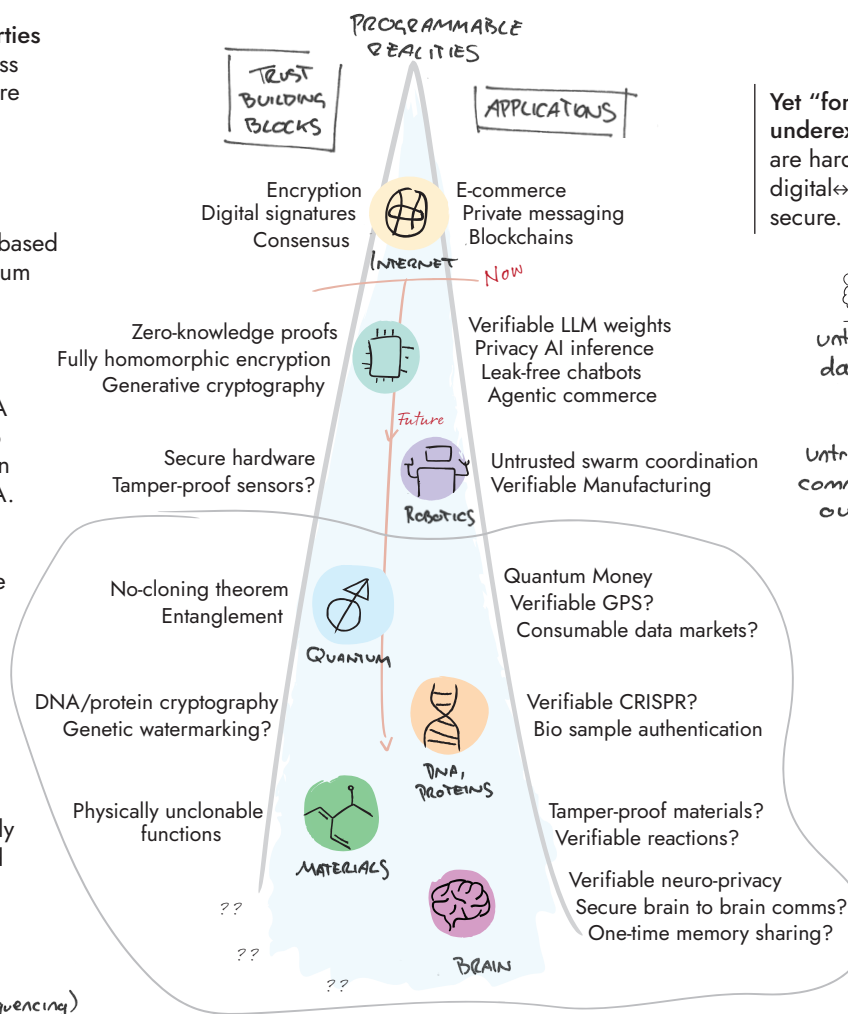 PROGRAMMABLE
REALITIES
TRUST
BUILDING
BLOCKS
APPLICATIONS
Encryption
Digital signatures
Consensus
E-commerce
Private messaging
Blockchains
INTERNET
Now
Zero-knowledge proofs
Fully homomorphic encryption
Generative cryptography
Verifiable LLM weights
Privacy AI inference
Leak-free chatbots
Agentic commerce
Future
Secure hardware
Tamper-proof sensors?
Untrusted swarm coordination
Verifiable Manufacturing
ROBOTICS
No-cloning theorem
Entanglement
Quantum Money
Verifiable GPS?
Consumable data markets?
QUANTUM
DNA/protein cryptography
Genetic watermarking?
Verifiable CRISPR?
Bio sample authentication
DNA,
PROTEINS
Physically unclonable
functions
Tamper-proof materials?
Verifiable reactions?
MATERIALS
Verifiable neuro-privacy
Secure brain to brain comms?
One-time memory sharing?
BRAIN
??
??
??
rties
ss
re
based
um
A
n
A.
e
ly
quencing)
Yet “for
underex
are hard
digital↔
secure.
unt
da
untr
comm
ou